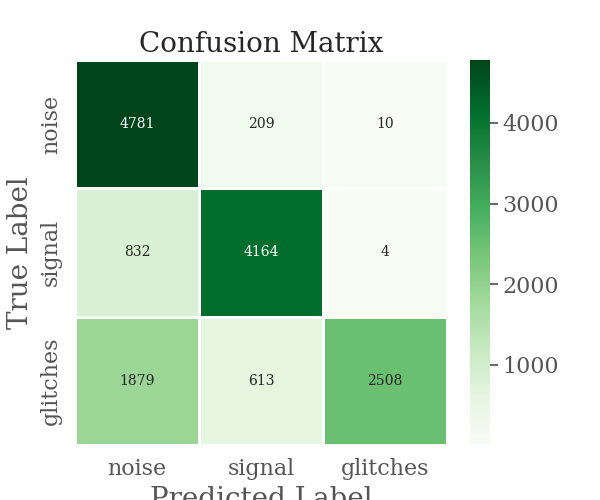 Confusion Matrix
True Label
noise
4781 209 10
signal
832 4164 4
glitches
1879 613 2508
noise signal glitches
Predicted Label
4000
3000
2000
1000